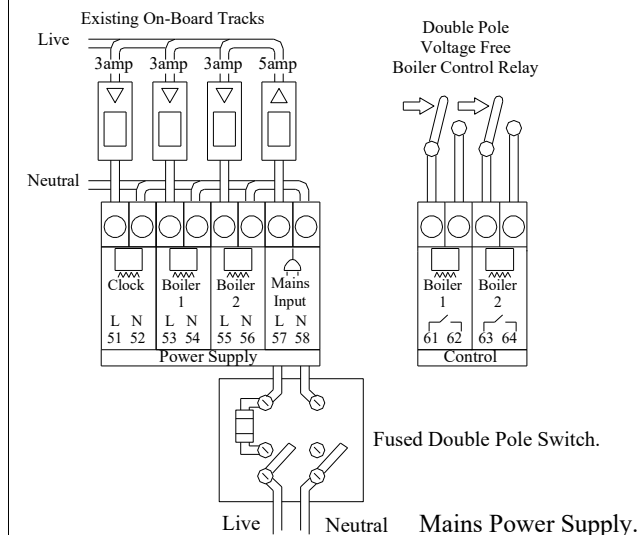 Existing On-Board Tracks
Live
3amp 3amp 3amp 5amp
Neutral
Clock Boiler 1 Boiler 2 Mains Input
L N L N L N L N
51 52 53 54 55 56 57 58
Power Supply
Double Pole
Voltage Free
Boiler Control Relay
Boiler 1 Boiler 2
61 62 63 64
Control
Fused Double Pole Switch.
Live Neutral Mains Power Supply.